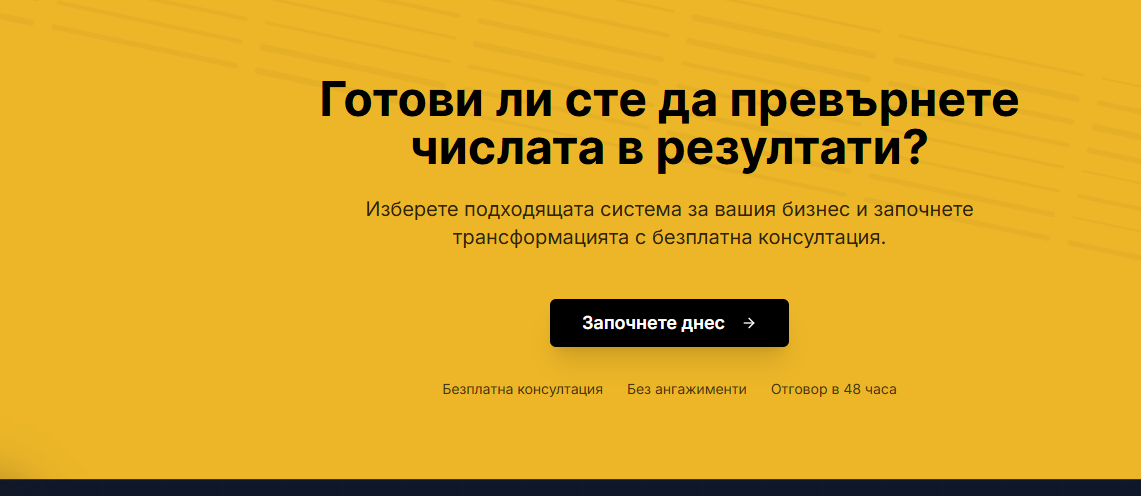 Готови ли сте да превърнете
числата в резултати?
Изберете подходящата система за вашия бизнес и започнете
трансформацията с безплатна консултация.
Започнете днес →
Безплатна консултация Без ангажименти Отговор в 48 часа